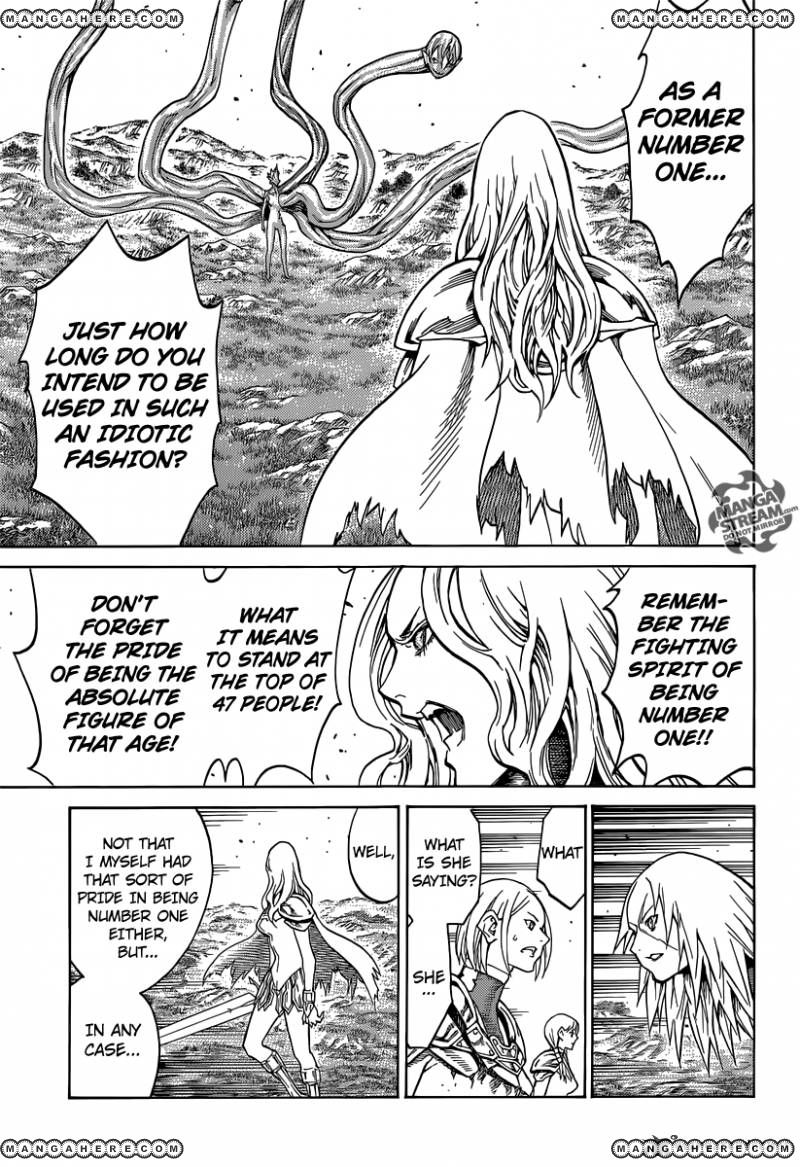 MANGAHERE.COM
MANGAHERE.COM
AS A
FORMER
NUMBER
ONE...
JUST HOW
LONG DO YOU
INTEND TO BE
USED IN SUCH
AN IDIOTIC
FASHION?
MANGA
STREAM.com
DO NOT MIRROR!
REMEM-
BER THE
FIGHTING
SPIRIT OF
BEING
NUMBER
ONE!!
WHAT
IT MEANS
TO STAND AT
THE TOP OF
47 PEOPLE!
DON'T
FORGET
THE PRIDE
OF BEING THE
ABSOLUTE
FIGURE OF
THAT AGE!
WHAT
WHAT
IS SHE
SAYING?
SHE
...
WELL,
NOT THAT
I MYSELF HAD
THAT SORT OF
PRIDE IN BEING
NUMBER ONE
EITHER,
BUT...
IN ANY
CASE...
MANGAHERE.COM
MANGAHERE.COM